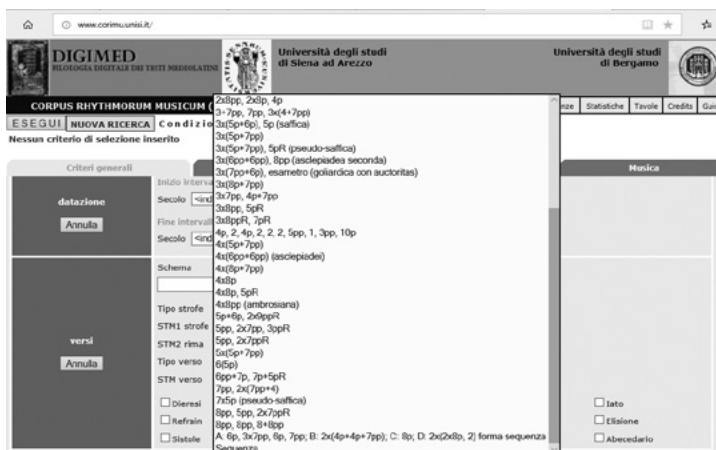 www.corimu.unisi.it/
DIGIMED
FILOLOGIA DIGITALE DEI TESTI MEDIOLATINI
Università degli studi
di Siena ad Arezzo
Università degli studi
di Bergamo
CORPUS RHYTHMORUM MUSICUM (
Statistiche
Tavole
Credits
ESEGUI
NUOVA RICERCA
Condizio
Nessun criterio di selezione inserito
Criteri generali
Musica
datazione
Annulla
Inizio interva
Secolo <ind
Fine intervall
Secolo <ind
versi
Annulla
Schema
Tipo strofe
STM1 strofe
STM2 rima
Tipo verso
STM verso
Dieresi
Refrain
Sistole
2x8pp, 2x8p, 4p
3+7pp, 7pp, 3x(4+7pp)
3x(5p+6p), 5p (saffica)
3x(5p+7pp)
3x(5p+7pp), 5pR (pseudo-saffica)
3x(6pp+6pp), 8pp (asclepiadea seconda)
3x(7pp+6p), esametro (goliardica con auctoritas)
3x(8p+7pp)
3x7pp, 4p+7pp
3x8pp, 5pR
3x8ppR, 7pR
4p, 2, 4p, 2, 2, 2, 5pp, 1, 3pp, 10p
4x(5p+7pp)
4x(6pp+6pp) (asclepiadei)
4x(8p+7pp)
4x8p
4x8p, 5pR
4x8pp (ambrosiana)
5p+6p, 2x9ppR
5pp, 2x7pp, 3ppR
5pp, 2x7ppR
5x(5p+7pp)
6(5p)
6pp+7p, 7p+5pR
7pp, 2x(7pp+4)
7x5p (pseudo-saffica)
8pp, 5pp, 2x7ppR
8pp, 8pp, 8+8pp
A: 6p, 3x7pp, 6p, 7pp; B: 2x(4p+4p+7pp); C: 8p; D: 2x(2x8p, 2) forma sequenza
Sequenza
Iato
Elisione
Abecedario